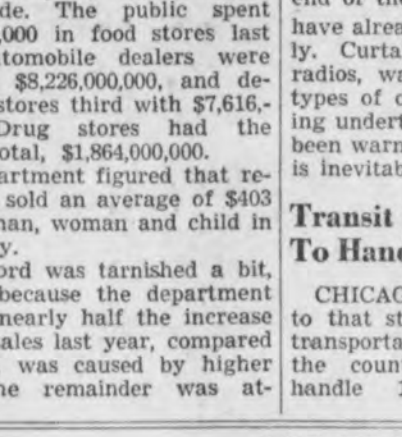 de. The public spent
,000 in food stores last
tomobile dealers were
$8,226,000,000, and de-
stores third with $7,616,-
Drug stores had the
otal, $1,864,000,000.
artment figured that re-
sold an average of $403
man, woman and child in
y.
ord was tarnished a bit,
because the department
nearly half the increase
ales last year, compared
was caused by higher
he remainder was at-
end of the
have alrea
ly. Curta
radios, wa
types of c
ing undert
been warn
is inevitab
Transit
To Hand
CHICAG
to that st
transporta
the coun
handle 1